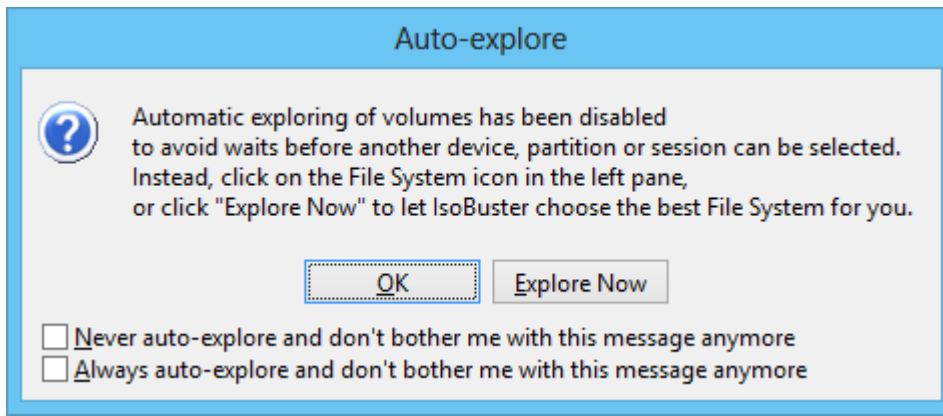 Auto-explore
Automatic exploring of volumes has been disabled
to avoid waits before another device, partition or session can be selected.
Instead, click on the File System icon in the left pane,
or click "Explore Now" to let IsoBuster choose the best File System for you.
OK
Explore Now
Never auto-explore and don't bother me with this message anymore
Always auto-explore and don't bother me with this message anymore